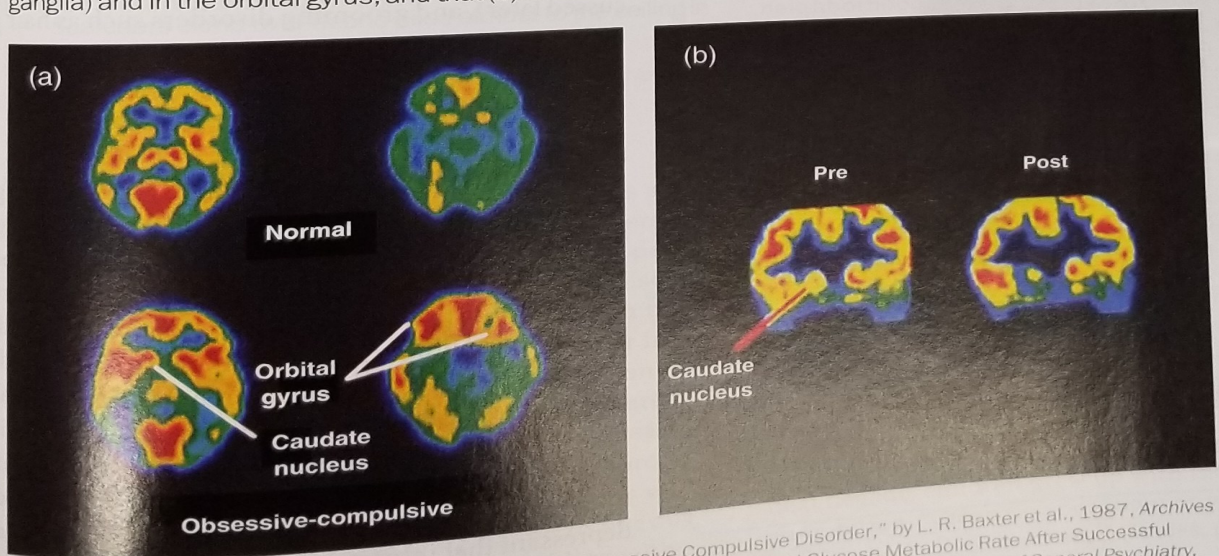 ganglia) and in the orbital gyrus, and
(a)
Normal
Orbital
gyrus
Caudate
nucleus
Obsessive-compulsive
(b)
Pre
Post
Caudate
nucleus
Compulsive Disorder," by L. R. Baxter et al., 1987, Archives
Metabolic Rate After Successful
Psychiatry,